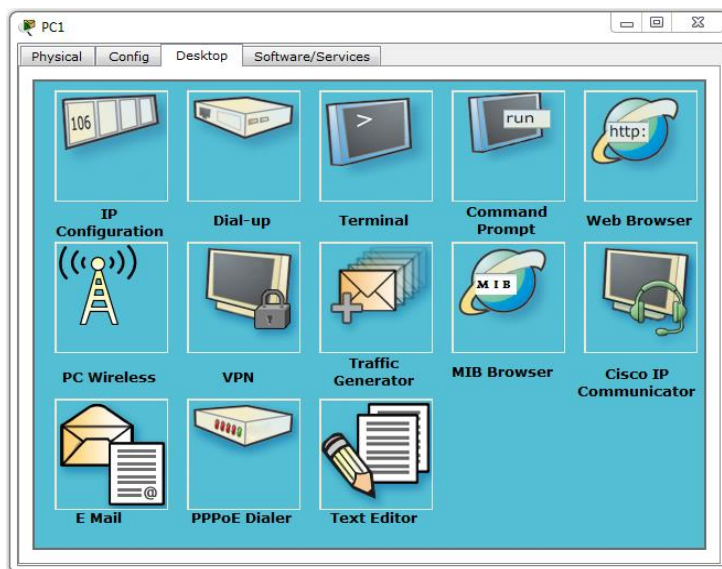 PC1
Physical Config Desktop Software/Services
106
>
run
http:
IP
Configuration
Dial-up
Terminal
Command
Prompt
Web Browser
MIB
PC Wireless
VPN
Traffic
Generator
MIB Browser
Cisco IP
Communicator
@
E Mail
PPPoE Dialer
Text Editor